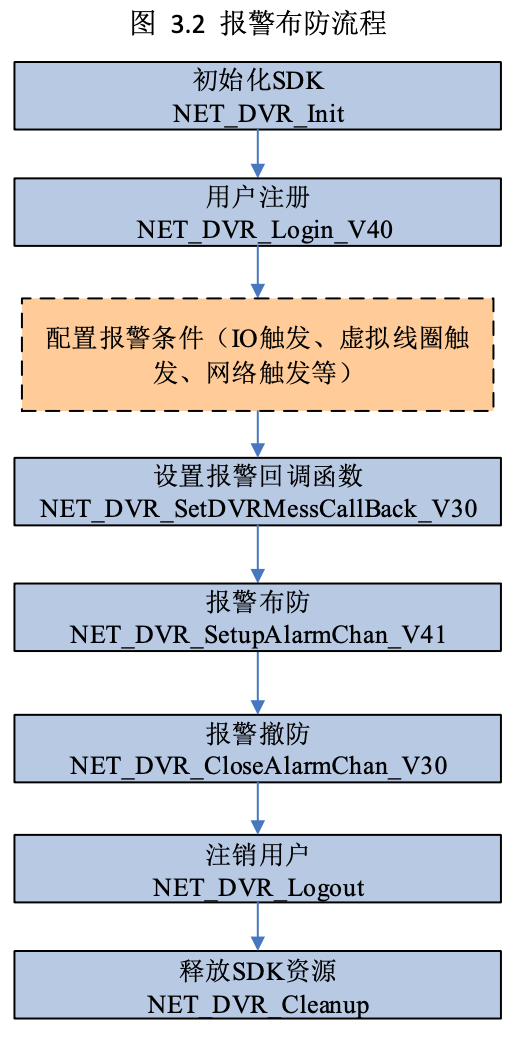 图 3.2 报警布防流程
初始化SDK
NET_DVR_Init
用户注册
NET_DVR_Login_V40
配置报警条件（IO触发、虚拟线圈触
发、网络触发等）
设置报警回调函数
NET_DVR_SetDVRMessCallBack_V30
报警布防
NET_DVR_SetupAlarmChan_V41
报警撤防
NET_DVR_CloseAlarmChan_V30
注销用户
NET_DVR_Logout
释放SDK资源
NET_DVR_Cleanup